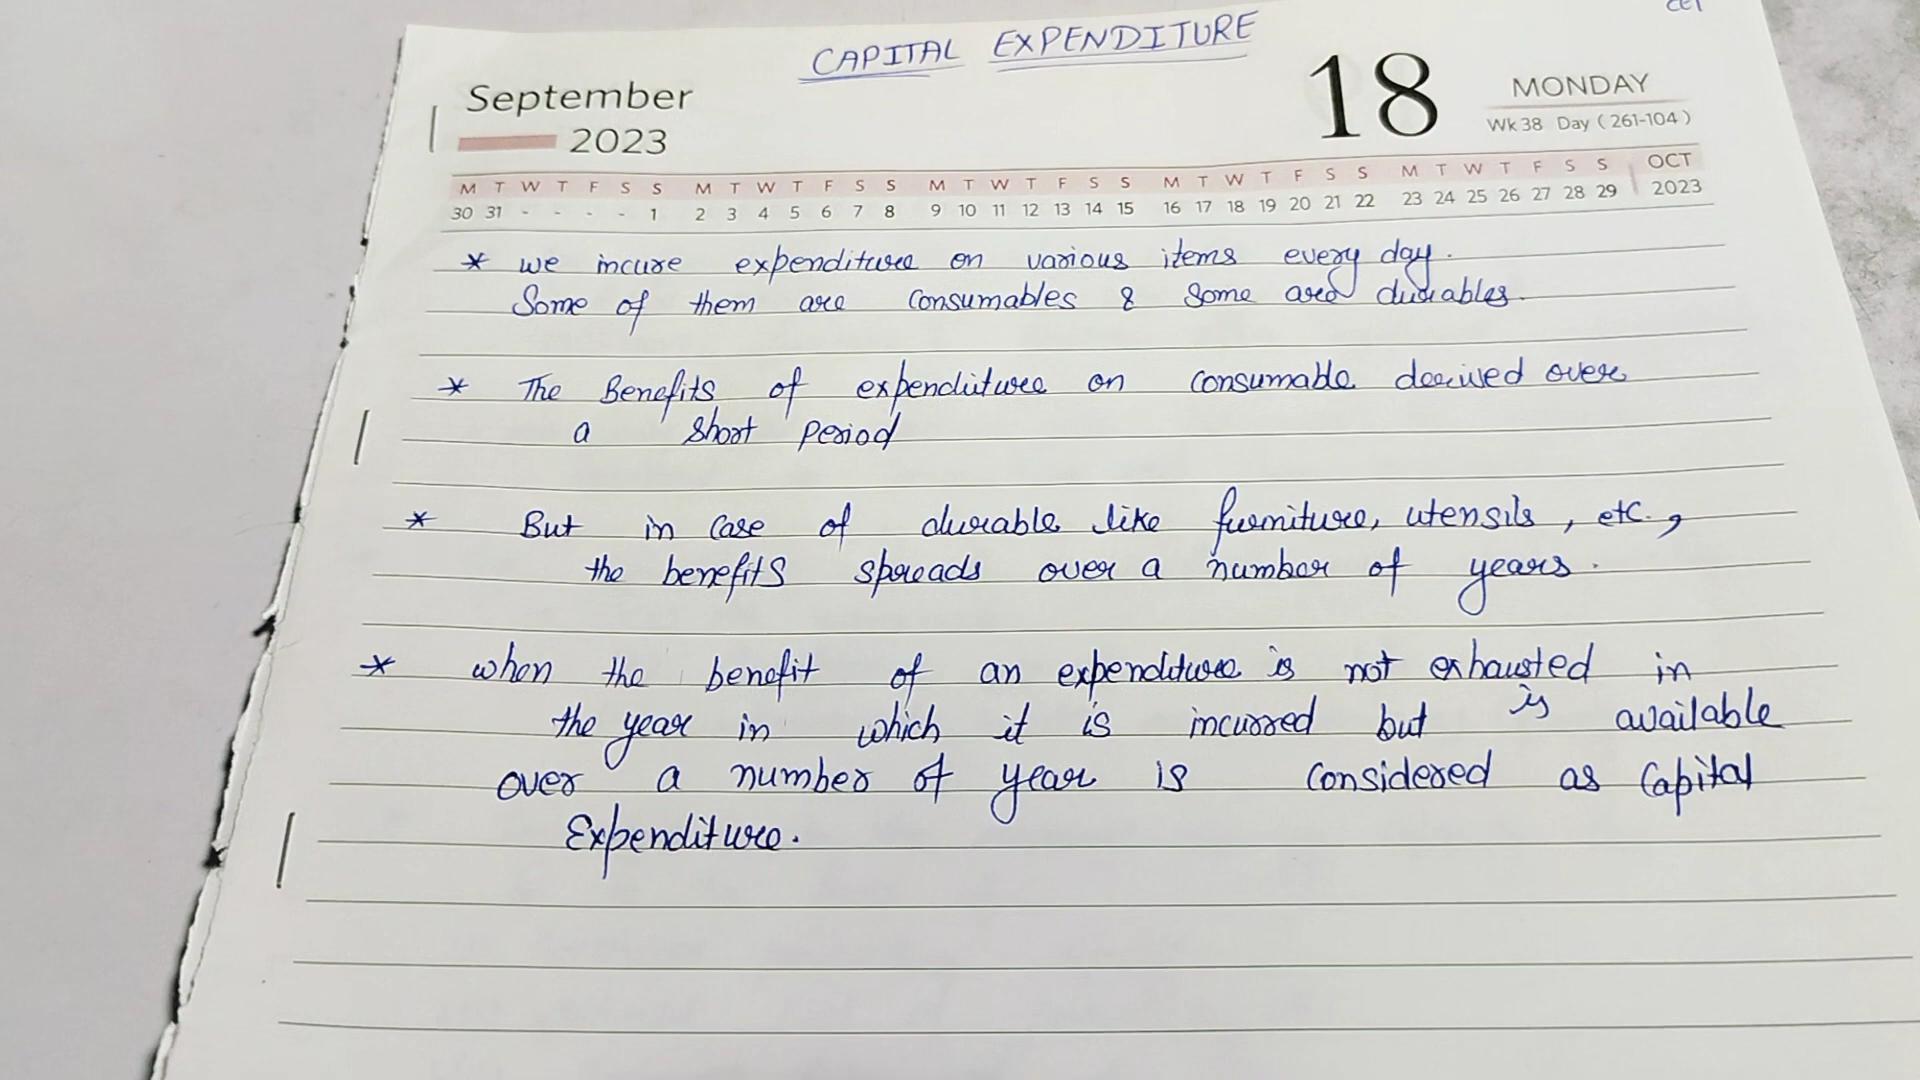 CAPITAL EXPENDITURE
September
2023
18
MONDAY
Wk 38 Day (261-104)
M T W T F S S M T W T F S S M T W T F S S M T W T F S S M T W T F S S OCT
30 31 - - - - 1 2 3 4 5 6 7 8 9 10 11 12 13 14 15 16 17 18 19 20 21 22 23 24 25 26 27 28 29 2023
* we incure expenditure on various items every day.
Some of them are Consumables & Some are durables.
* The Benefits of expenditure on Consumable derived over
a Short Period
* But in Case of durable like furniture, utensils, etc.,
the benefits spreads over a number of years.
* when the benefit of an expenditure is not exhausted in
the year in which it is incurred but is available
over a number of year is Considered as Capital
Expenditure.